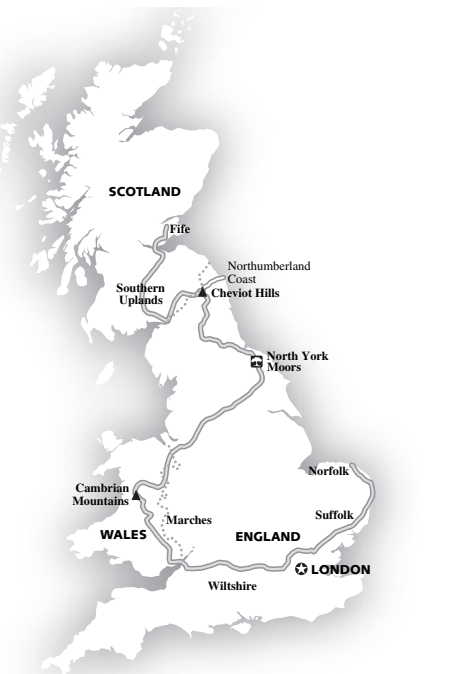 SCOTLAND
Fife
Northumberland
Coast
Southern
Uplands
Cheviot Hills
North York
Moors
Norfolk
Cambrian
Mountains
Suffolk
Marches
WALES
ENGLAND
LONDON
Wiltshire